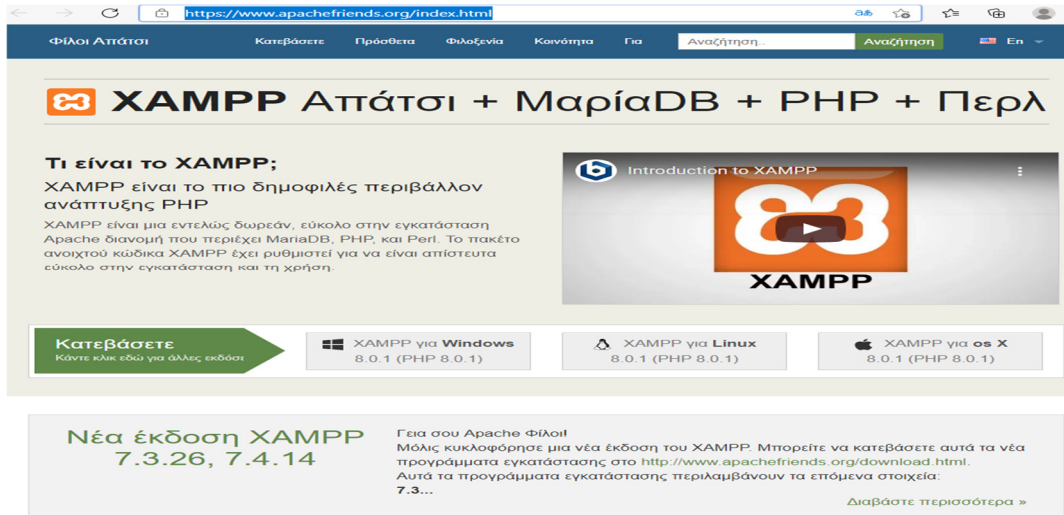 https://www.apachefriends.org/index.html
Φίλοι Απάτσι Κατεβάσετε Πρόσθετα Φιλοξενία Κοινότητα Για Αναζήτηση.. Αναζήτηση En
XAMPP Απάτσι + ΜαρίαDB + PHP + Περλ
Τι είναι το XAMPP;
XAMPP είναι το πιο δημοφιλές περιβάλλον
ανάπτυξης PHP
XAMPP είναι μια εντελώς δωρεάν, εύκολο στην εγκατάσταση
Apache διανομή που περιέχει MariaDB, PHP, και Perl. Το πακέτο
ανοιχτού κώδικα XAMPP έχει ρυθμιστεί για να είναι απίστευτα
εύκολο στην εγκατάσταση και τη χρήση.
Introduction to XAMPP
XAMPP
Κατεβάσετε
Κάντε κλικ εδώ για άλλες εκδόσε
XAMPP για Windows
8.0.1 (PHP 8.0.1)
XAMPP για Linux
8.0.1 (PHP 8.0.1)
XAMPP για os X
8.0.1 (PHP 8.0.1)
Νέα έκδοση XAMPP
7.3.26, 7.4.14
Γεια σου Apache Φίλοι!
Μόλις κυκλοφόρησε μια νέα έκδοση του XAMPP. Μπορείτε να κατεβάσετε αυτά τα νέα
προγράμματα εγκατάστασης στο http://www.apachefriends.org/download.html.
Αυτά τα προγράμματα εγκατάστασης περιλαμβάνουν τα επόμενα στοιχεία:
7.3...
Διαβάστε περισσότερα »